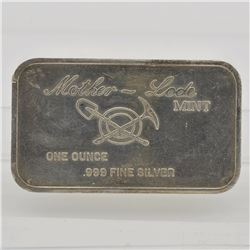 Mother - Lode
MINT
ONE OUNCE
.999 FINE SILVER